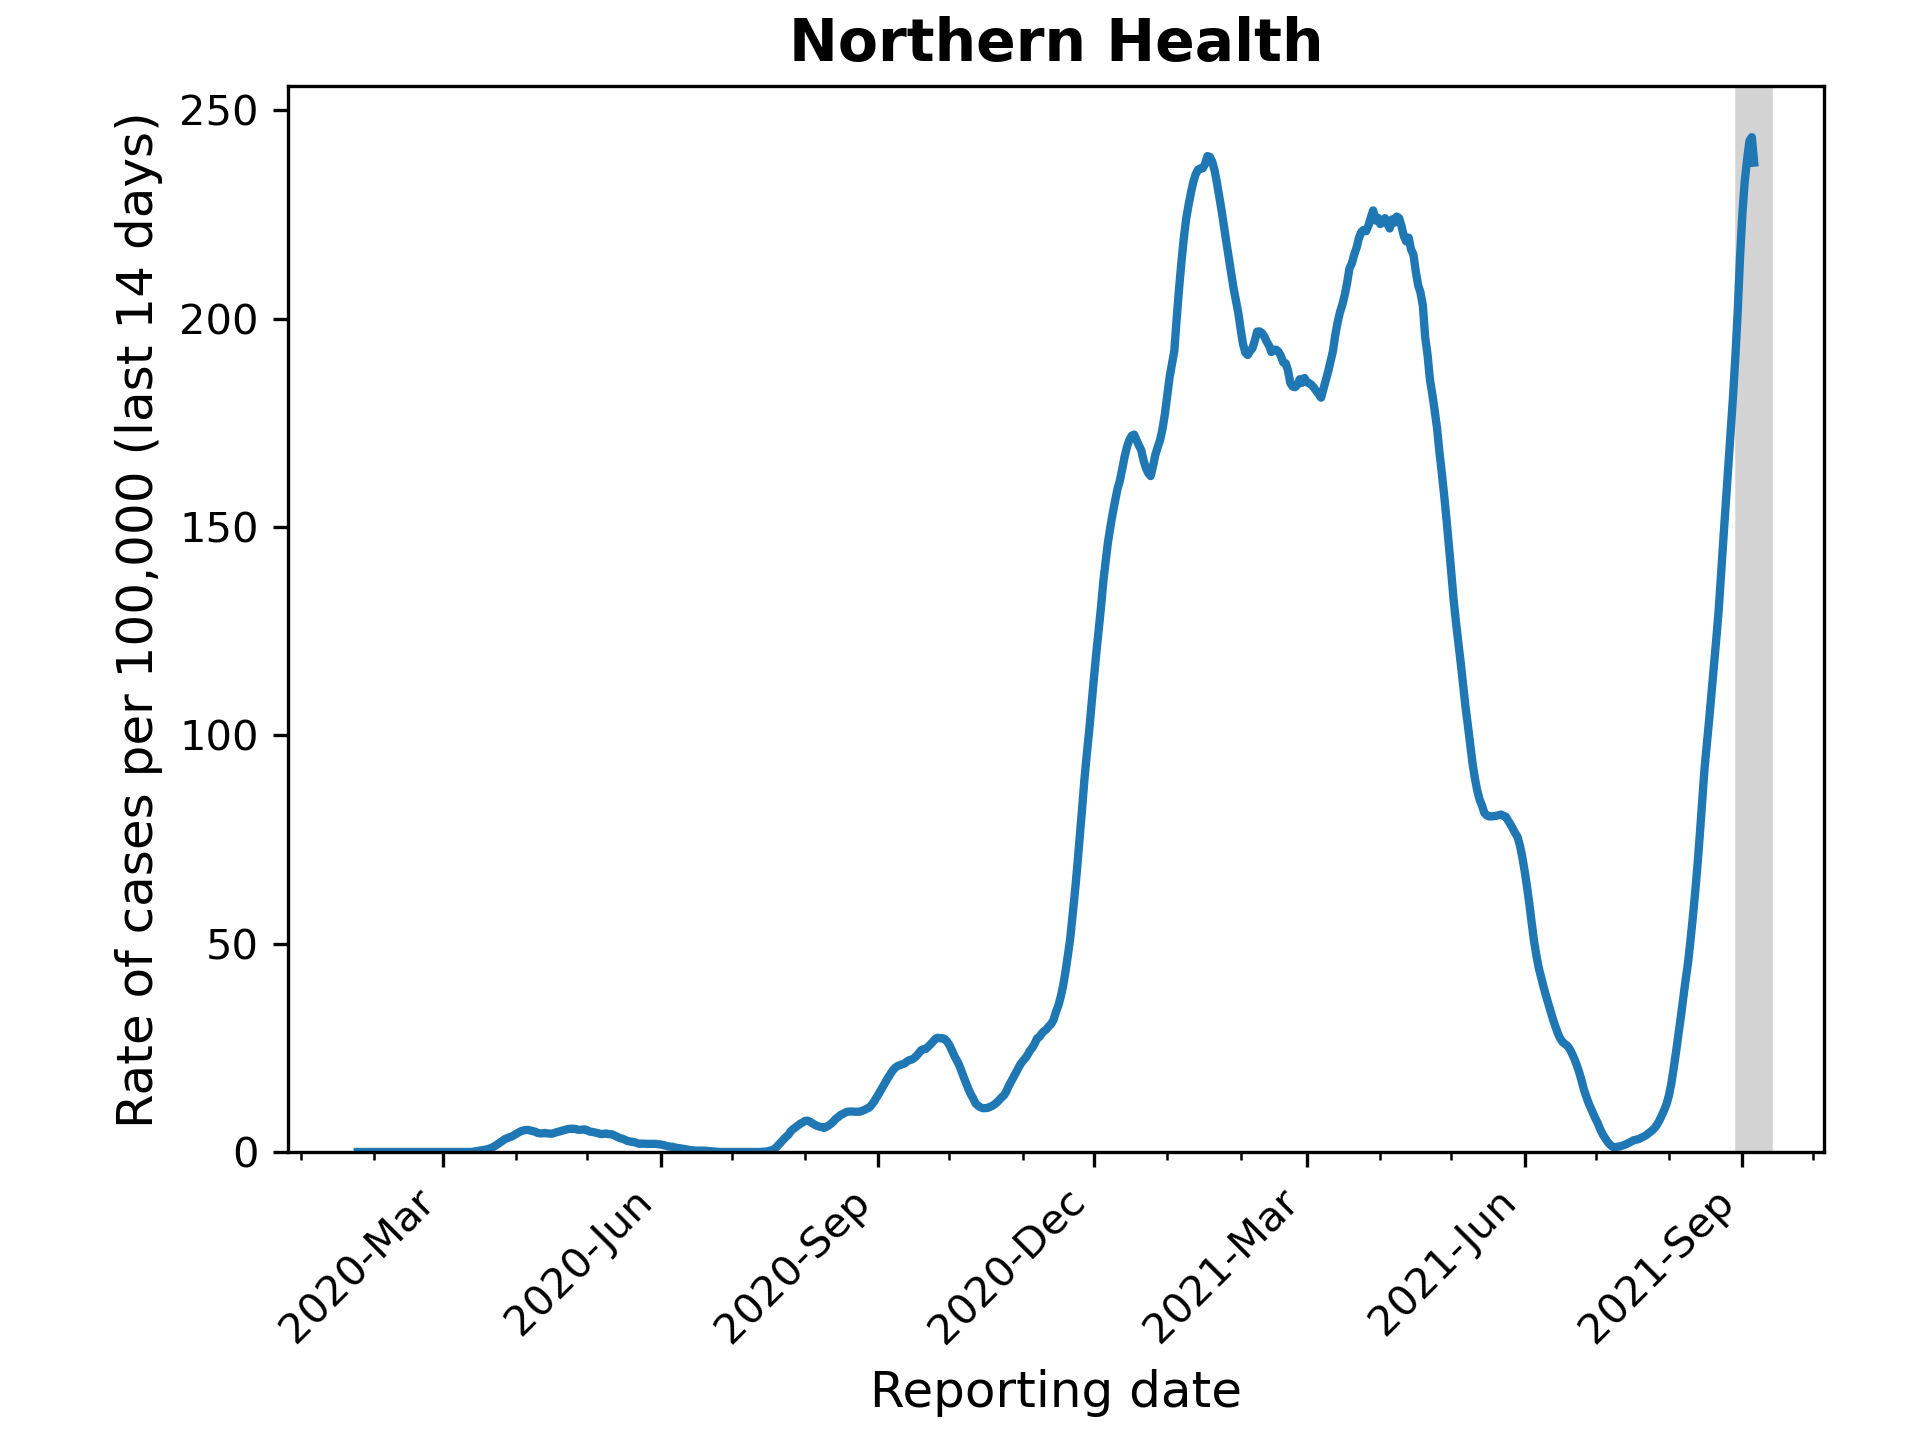 Northern Health
Rate of cases per 100,000 (last 14 days)
250
200
150
100
50
0
2020-Mar
2020-Jun
2020-Sep
2020-Dec
2021-Mar
2021-Jun
2021-Sep
Reporting date